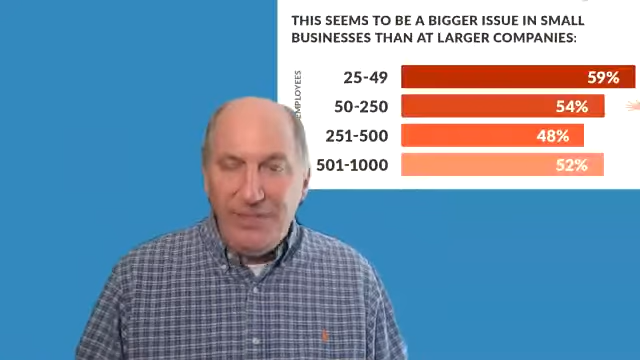 THIS SEEMS TO BE A BIGGER ISSUE IN SMALL
BUSINESSES THAN AT LARGER COMPANIES:
EMPLOYEES
25-49 59%
50-250 54%
251-500 48%
501-1000 52%